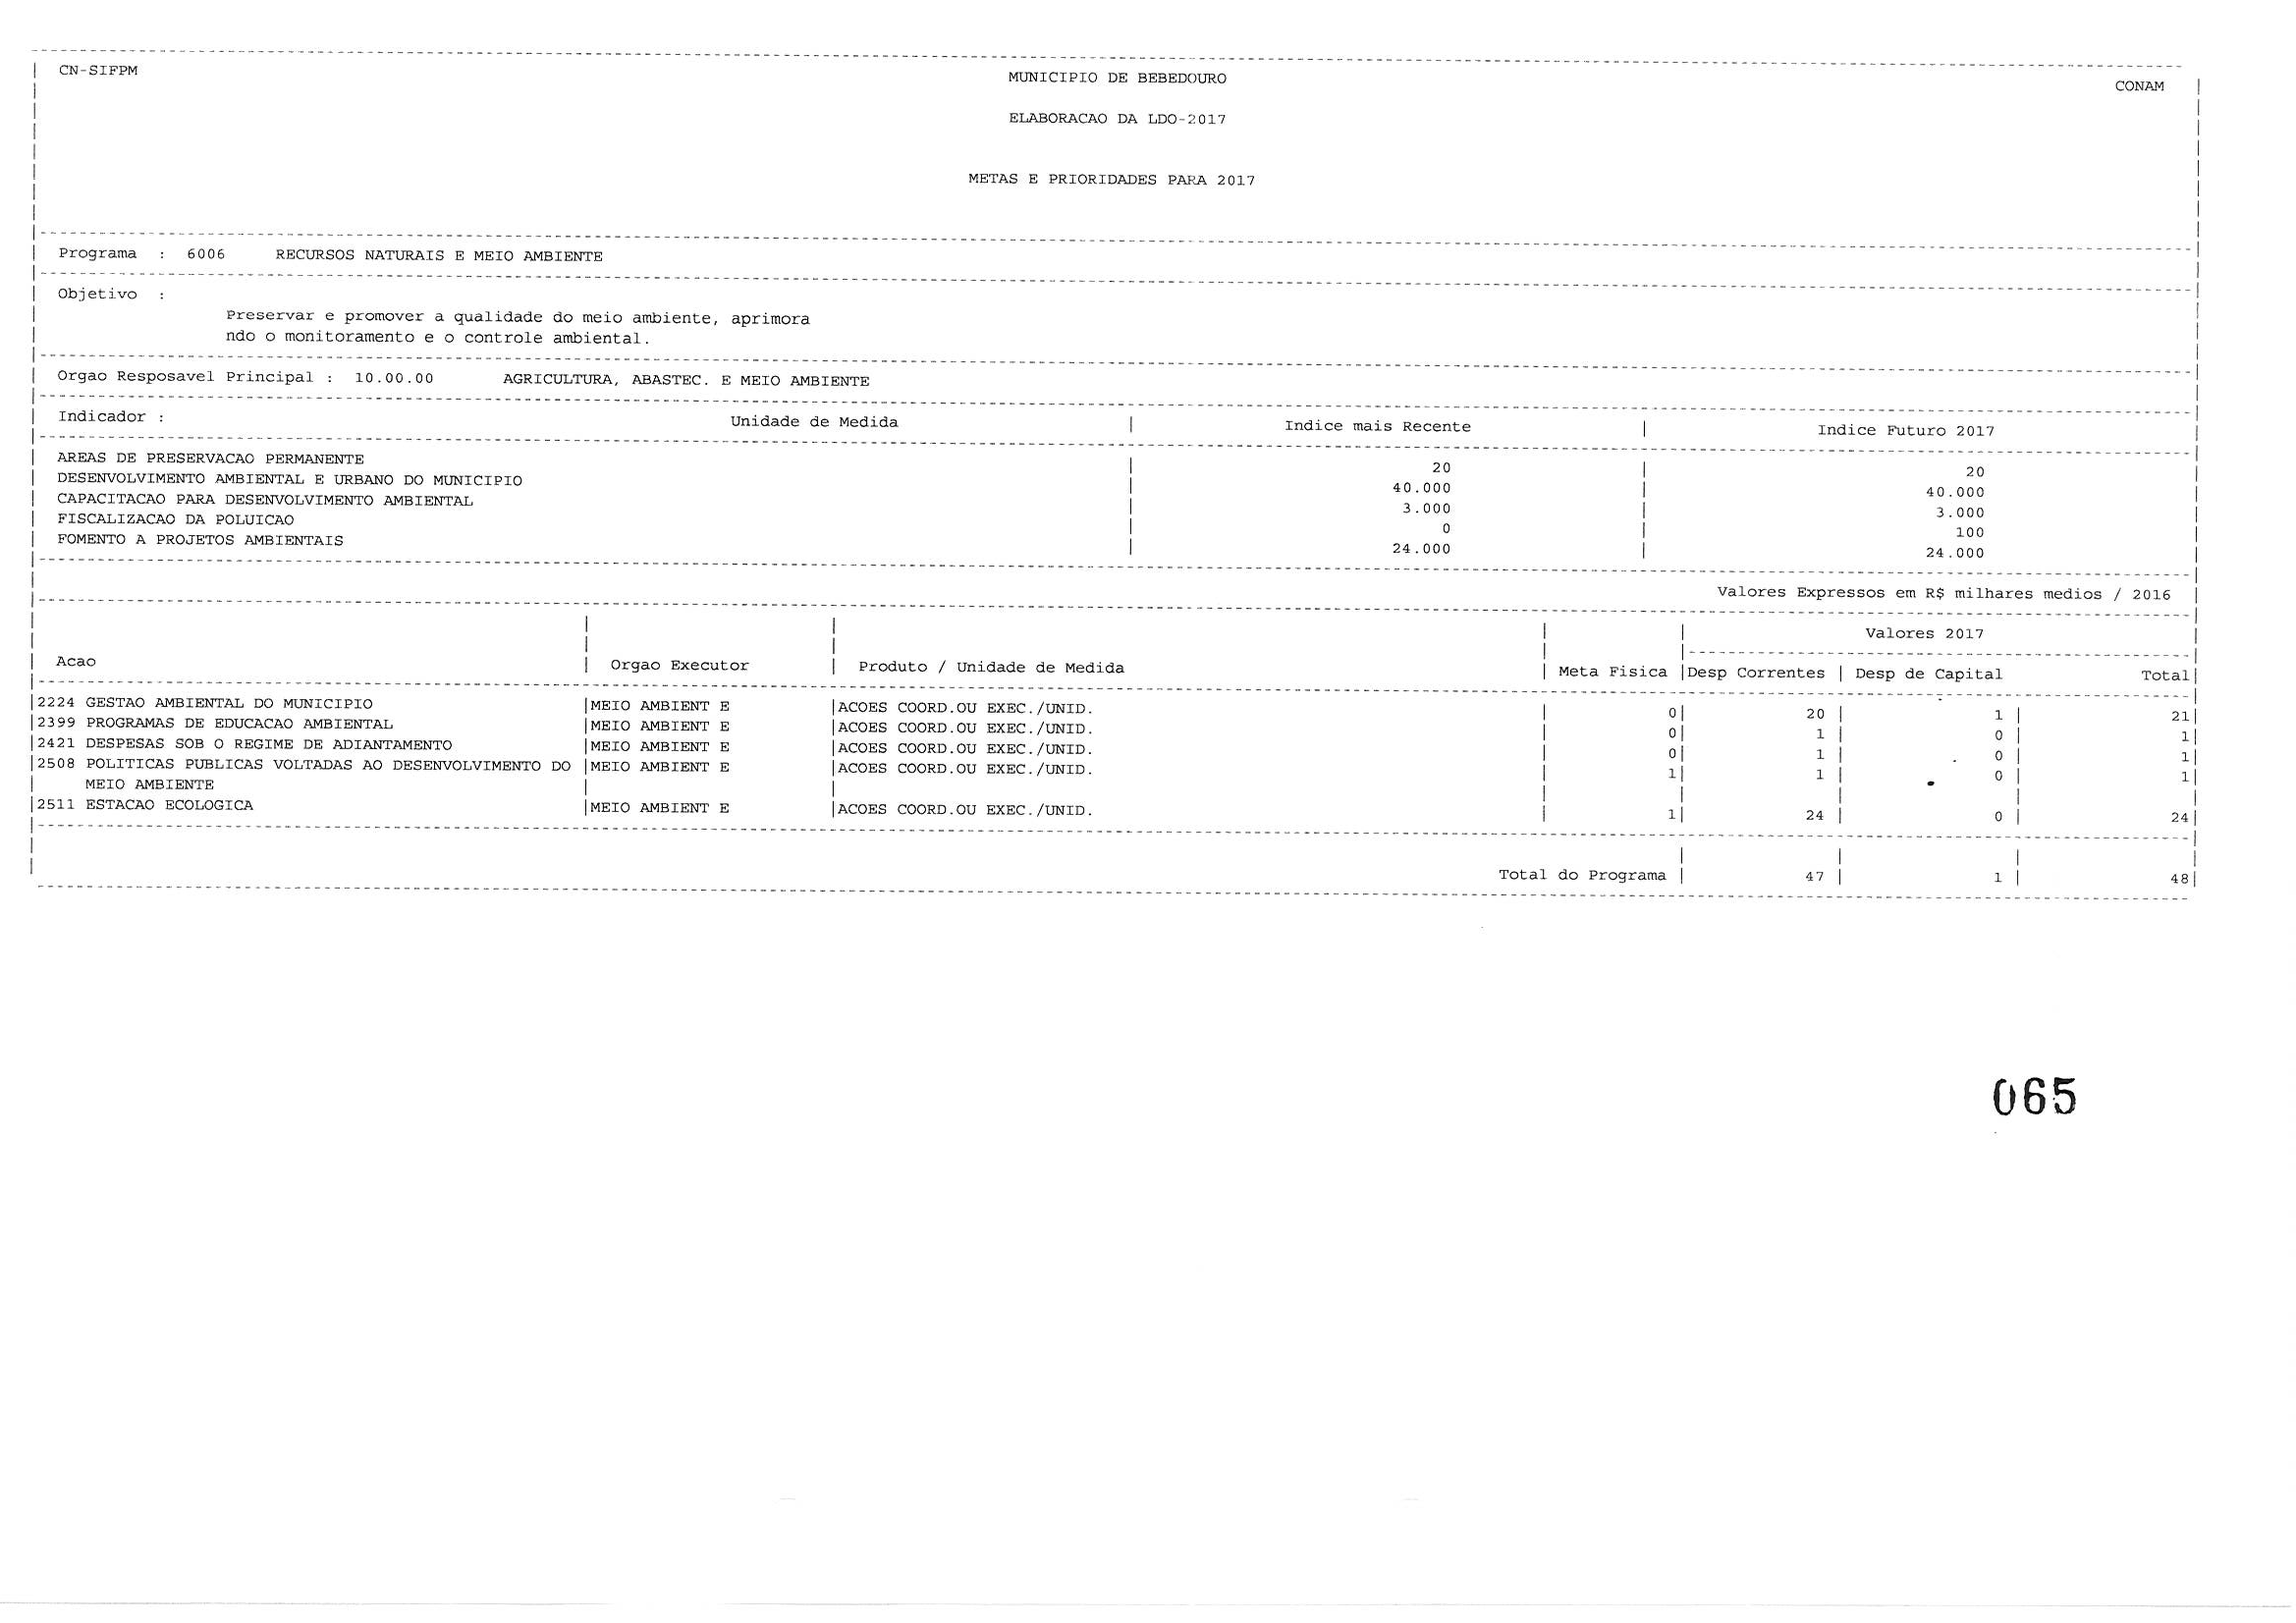 CN-SIFPM MUNICIPIO DE BEBEDOURO CONAM
ELABORACAO DA LDO-2017
METAS E PRIORIDADES PARA 2017
Programa : 6006 RECURSOS NATURAIS E MEIO AMBIENTE
Objetivo :
Preservar e promover a qualidade do meio ambiente, aprimora
ndo o monitoramento e o controle ambiental.
Orgao Resposavel Principal : 10.00.00 AGRICULTURA, ABASTEC. E MEIO AMBIENTE
Indicador : Unidade de Medida | Indice mais Recente | Indice Futuro 2017
AREAS DE PRESERVACAO PERMANENTE | 20 | 20
DESENVOLVIMENTO AMBIENTAL E URBANO DO MUNICIPIO | 40.000 | 40.000
CAPACITACAO PARA DESENVOLVIMENTO AMBIENTAL | 3.000 | 3.000
FISCALIZACAO DA POLUICAO | 0 | 100
FOMENTO A PROJETOS AMBIENTAIS | 24.000 | 24.000
Valores Expressos em R$ milhares medios / 2016
Valores 2017
Acao | Orgao Executor | Produto / Unidade de Medida | Meta Fisica | Desp Correntes | Desp de Capital Total
2224 GESTAO AMBIENTAL DO MUNICIPIO | MEIO AMBIENT E | ACOES COORD.OU EXEC./UNID. | 0 | 20 | 1 | 21
2399 PROGRAMAS DE EDUCACAO AMBIENTAL | MEIO AMBIENT E | ACOES COORD.OU EXEC./UNID. | 0 | 1 | 0 | 1
2421 DESPESAS SOB O REGIME DE ADIANTAMENTO | MEIO AMBIENT E | ACOES COORD.OU EXEC./UNID. | 0 | 1 | 0 | 1
2508 POLITICAS PUBLICAS VOLTADAS AO DESENVOLVIMENTO DO | MEIO AMBIENT E | ACOES COORD.OU EXEC./UNID. | 1 | 1 | 0 | 1
MEIO AMBIENTE
2511 ESTACAO ECOLOGICA | MEIO AMBIENT E | ACOES COORD.OU EXEC./UNID. | 1 | 24 | 0 | 24
Total do Programa | 47 | 1 | 48
065